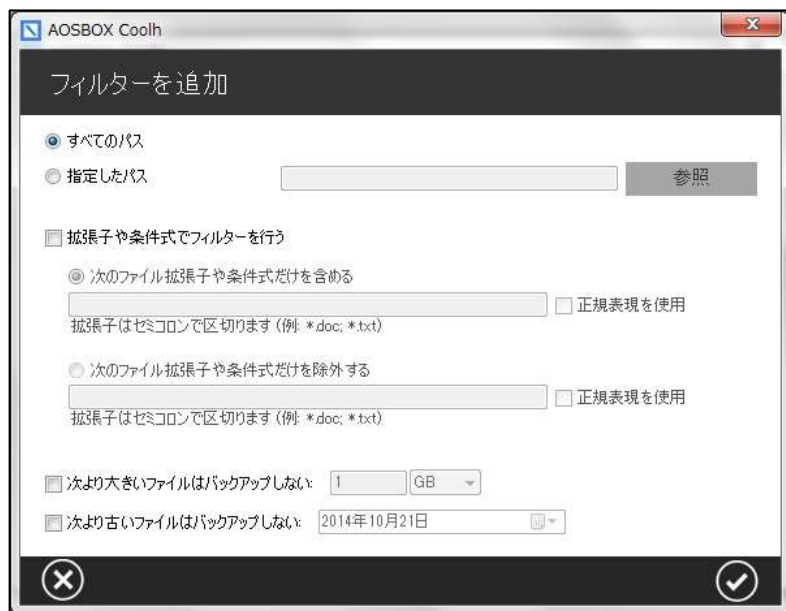 AOSBOX Coolh
フィルターを追加
すべてのパス
指定したパス
参照
拡張子や条件式でフィルターを行う
次のファイル拡張子や条件式だけを含める
正規表現を使用
拡張子はセミコロンで区切ります (例: *.doc; *.txt)
次のファイル拡張子や条件式だけを除外する
正規表現を使用
拡張子はセミコロンで区切ります (例: *.doc; *.txt)
次より大きいファイルはバックアップしない: 1 GB
次より古いファイルはバックアップしない: 2014年10月21日